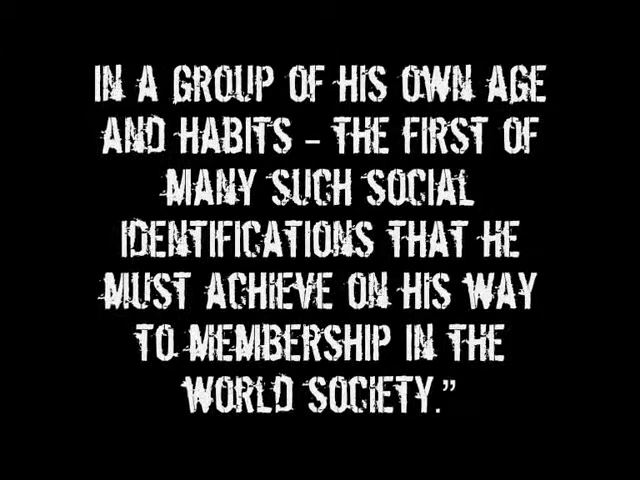 IN A GROUP OF HIS OWN AGE
AND HABITS – THE FIRST OF
MANY SUCH SOCIAL
IDENTIFICATIONS THAT HE
MUST ACHIEVE ON HIS WAY
TO MEMBERSHIP IN THE
WORLD SOCIETY.”